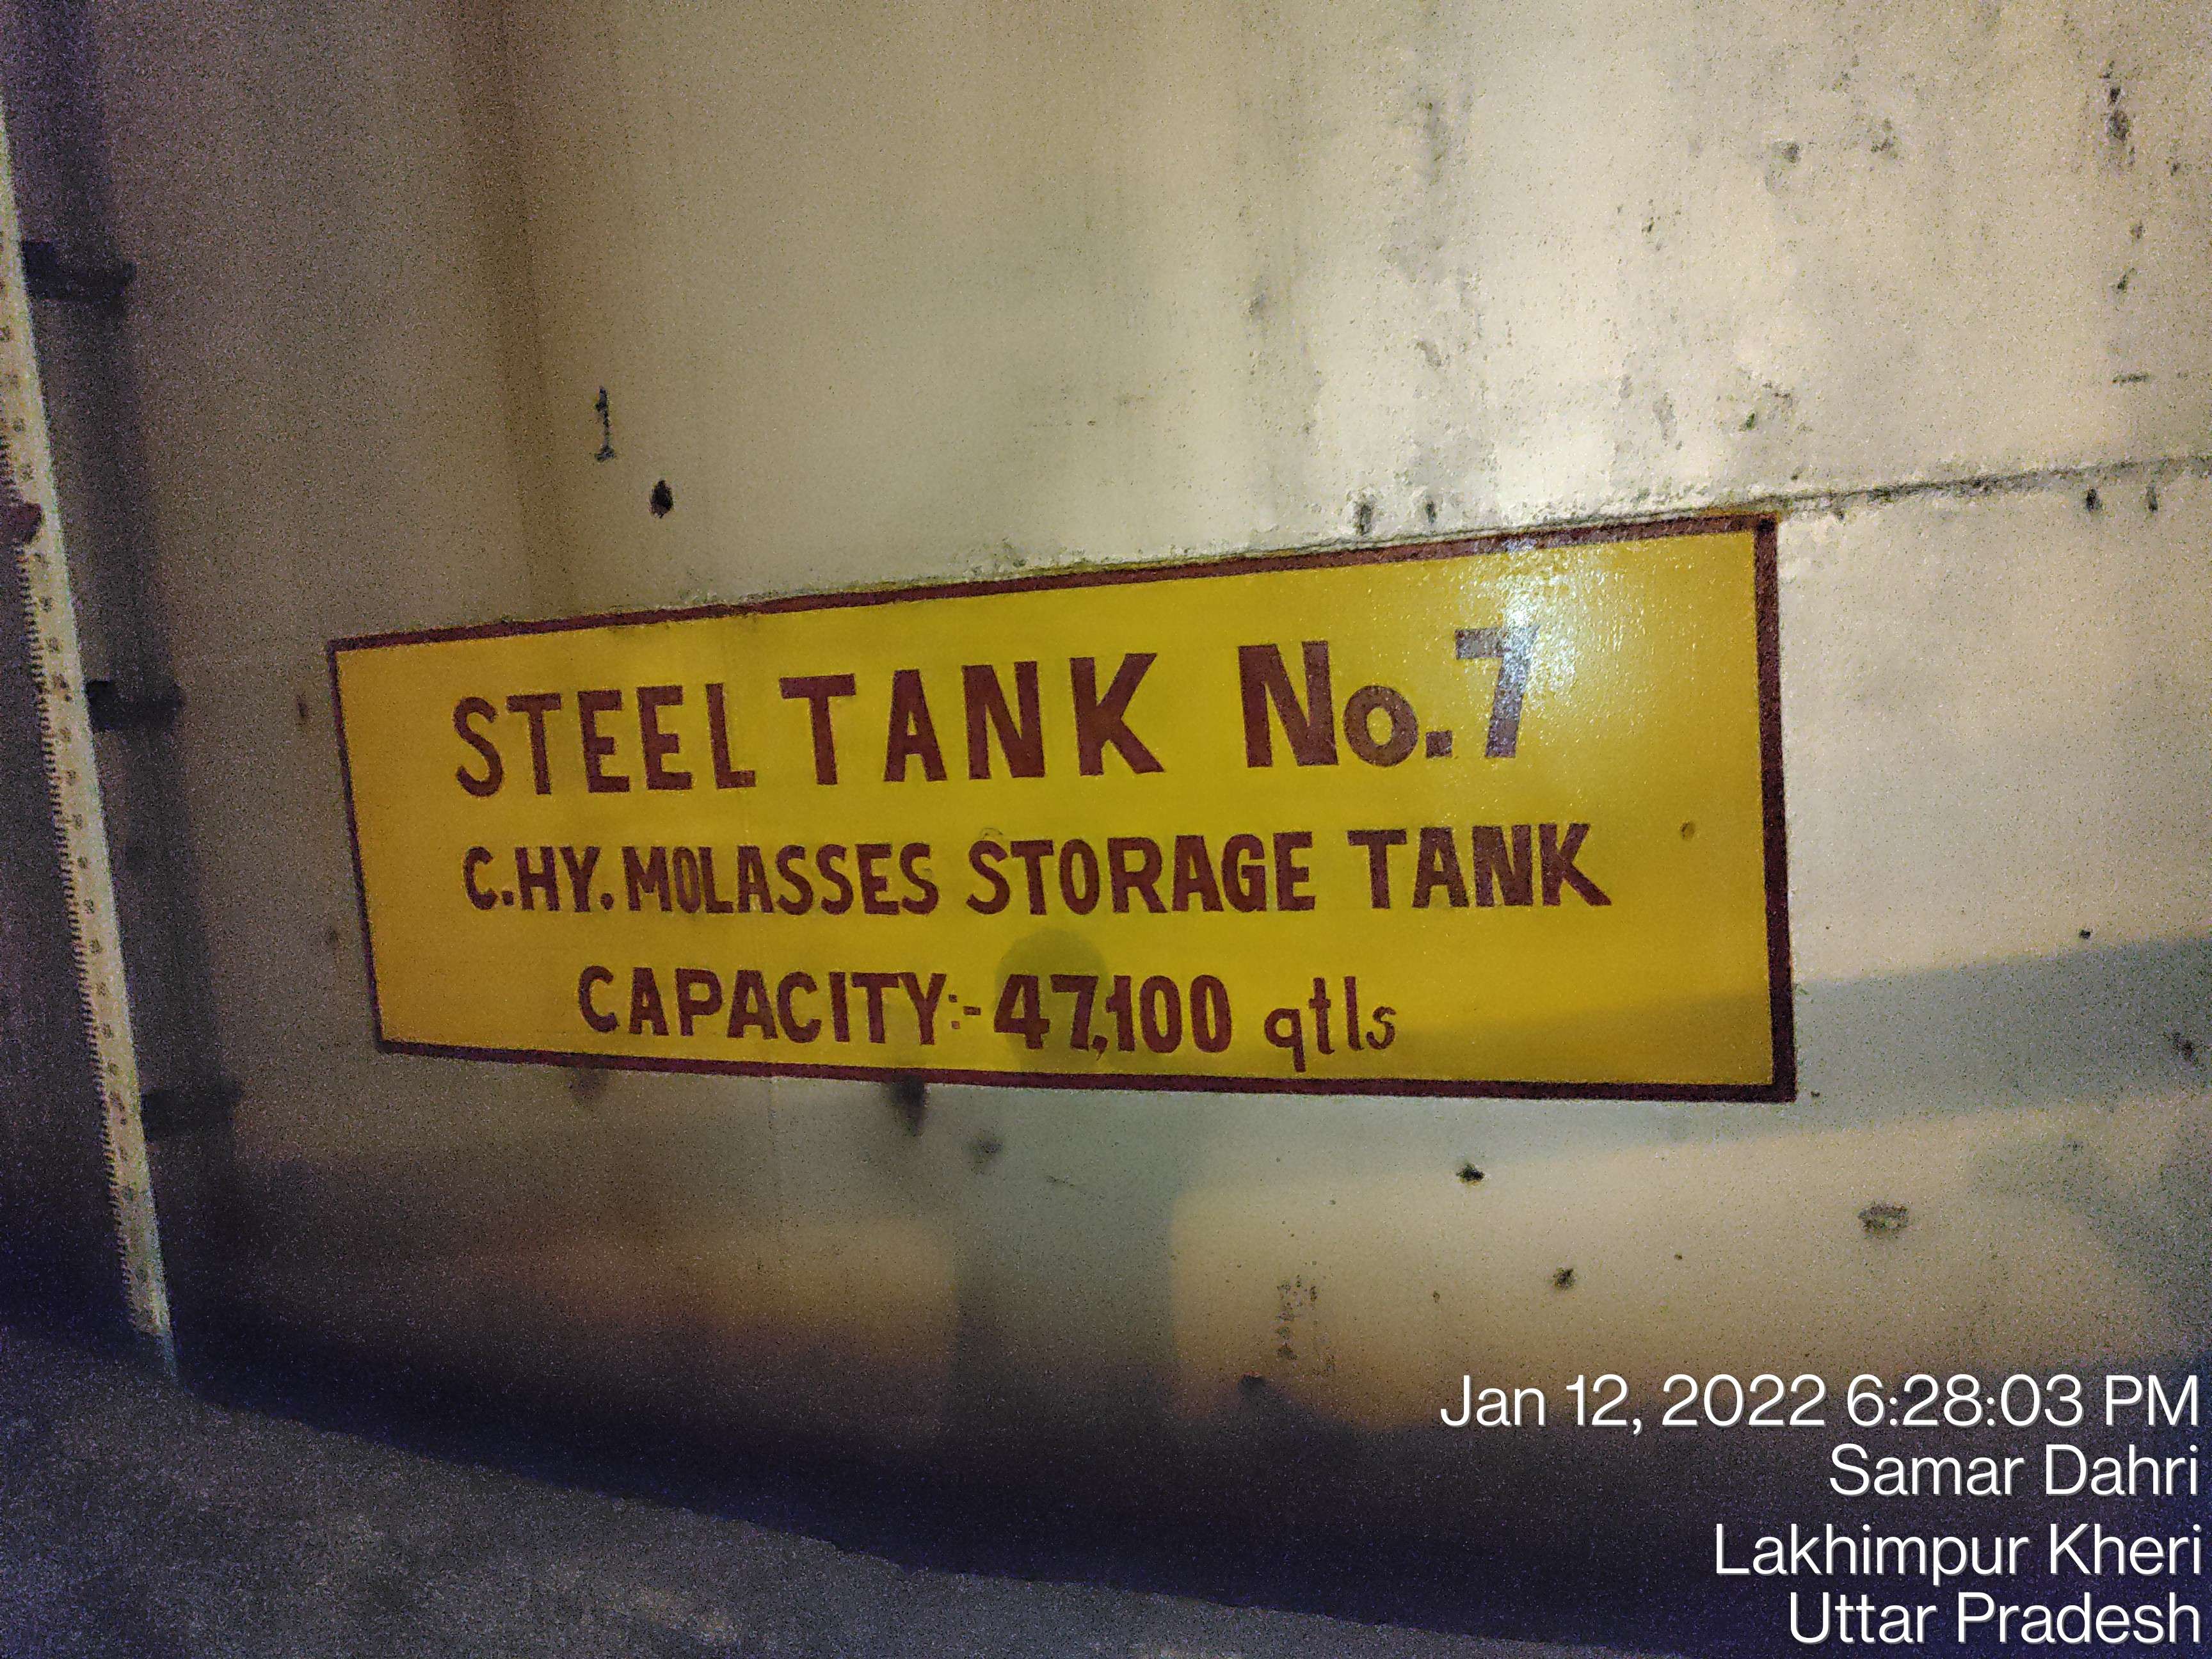 1
STEEL TANK No. 7
C.HY. MOLASSES STORAGE TANK
CAPACITY:- 47,100 qtls
Jan 12, 2022 6:28:03 PM
Samar Dahri
Lakhimpur Kheri
Uttar Pradesh